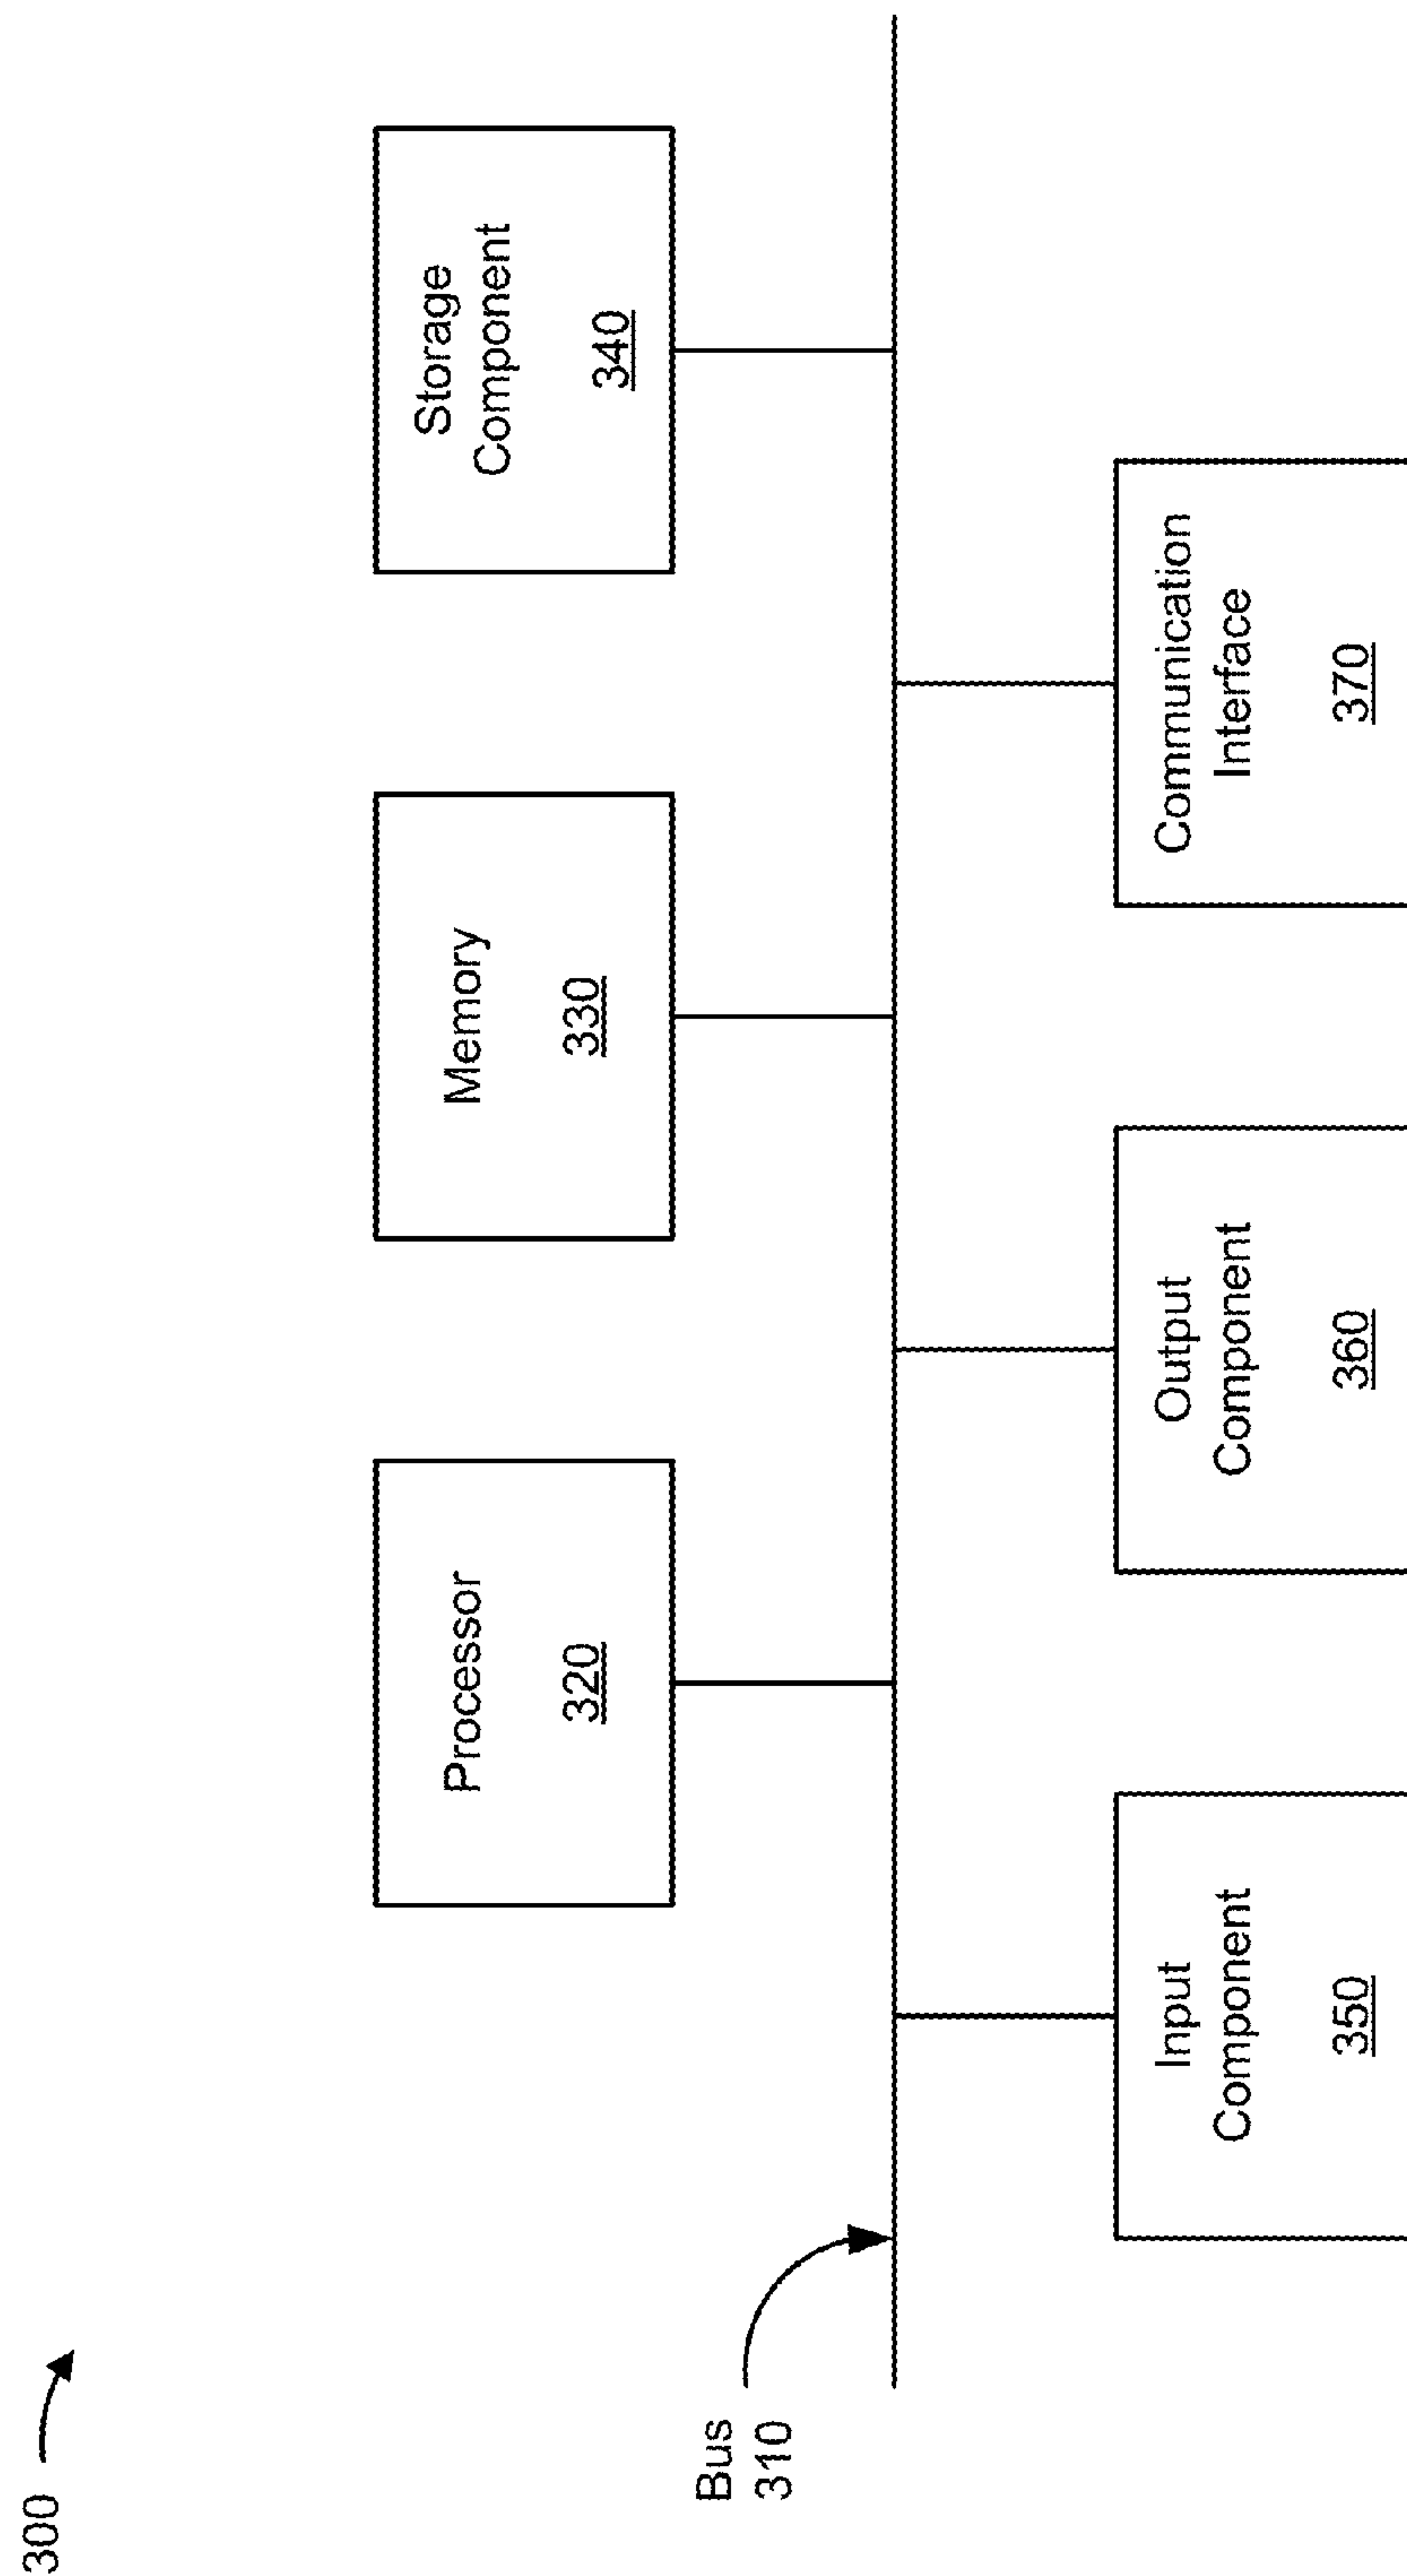 300
Bus
310
Processor
320
Memory
330
Storage
Component
340
Input
Component
350
Output
Component
360
Communication
Interface
370